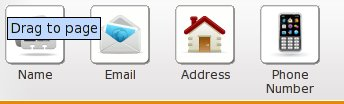 Drag to page
Name
Email
Address
Phone
Number